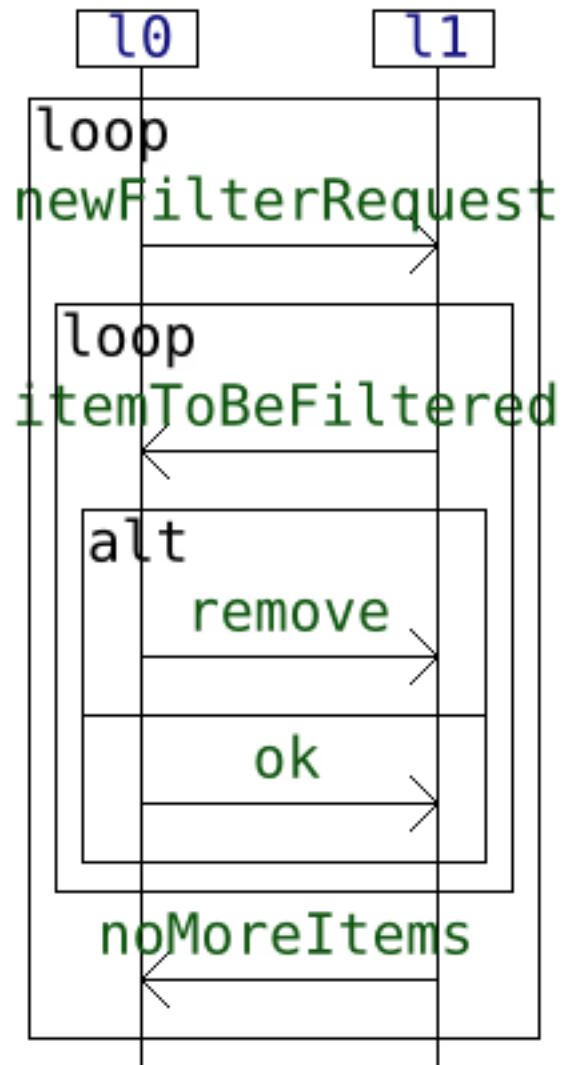 l0 l1
loop
newFilterRequest
loop
itemToBeFiltered
alt
remove
ok
noMoreItems